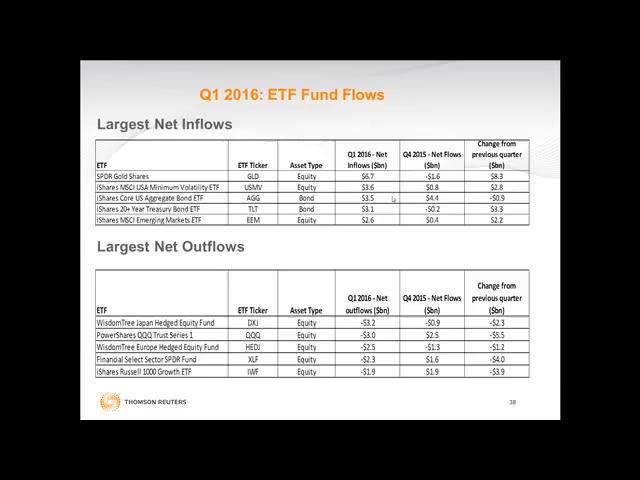 Q1 2016: ETF Fund Flows
Largest Net Inflows
ETF ETF Ticker Asset Type Q1 2016 - Net Inflows ($bn) Q4 2015 - Net Flows ($bn) Change from previous quarter ($bn)
SPDR Gold Shares GLD Equity $6.7 -$1.6 $8.3
iShares MSCI USA Minimum Volatility ETF USMV Equity $3.6 $0.8 $2.8
iShares Core US Aggregate Bond ETF AGG Bond $3.5 $4.4 -$0.9
iShares 20+ Year Treasury Bond ETF TLT Bond $3.1 -$0.2 $3.3
iShares MSCI Emerging Markets ETF EEM Equity $2.6 $0.4 $2.2
Largest Net Outflows
ETF ETF Ticker Asset Type Q1 2016 - Net outflows ($bn) Q4 2015 - Net Flows ($bn) Change from previous quarter ($bn)
WisdomTree Japan Hedged Equity Fund DXJ Equity -$3.2 -$0.9 -$2.3
PowerShares QQQ Trust Series 1 QQQ Equity -$3.0 $2.5 -$5.5
WisdomTree Europe Hedged Equity Fund HEDJ Equity -$2.5 -$1.3 -$1.2
Financial Select Sector SPDR Fund XLF Equity -$2.3 $1.6 -$4.0
iShares Russell 1000 Growth ETF IWF Equity -$1.9 $1.9 -$3.9
THOMSON REUTERS
38